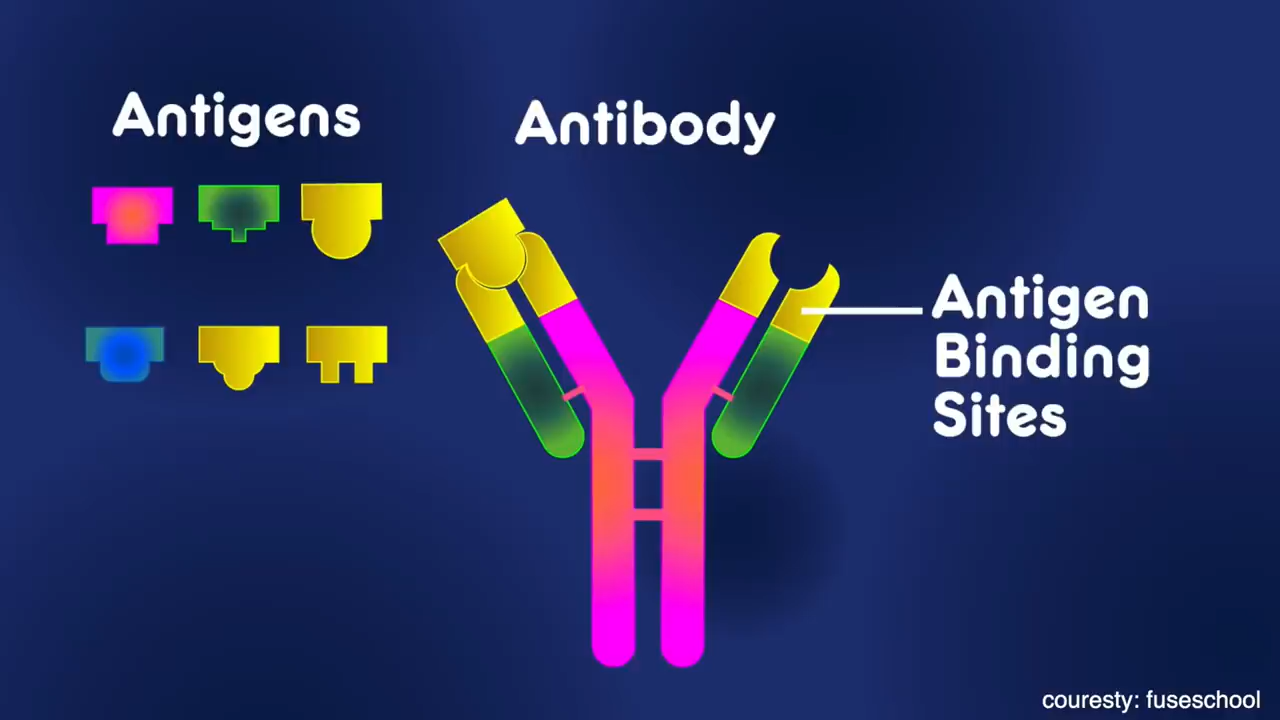 Antigens
Antibody
Antigen
Binding
Sites
couresty: fuseschool